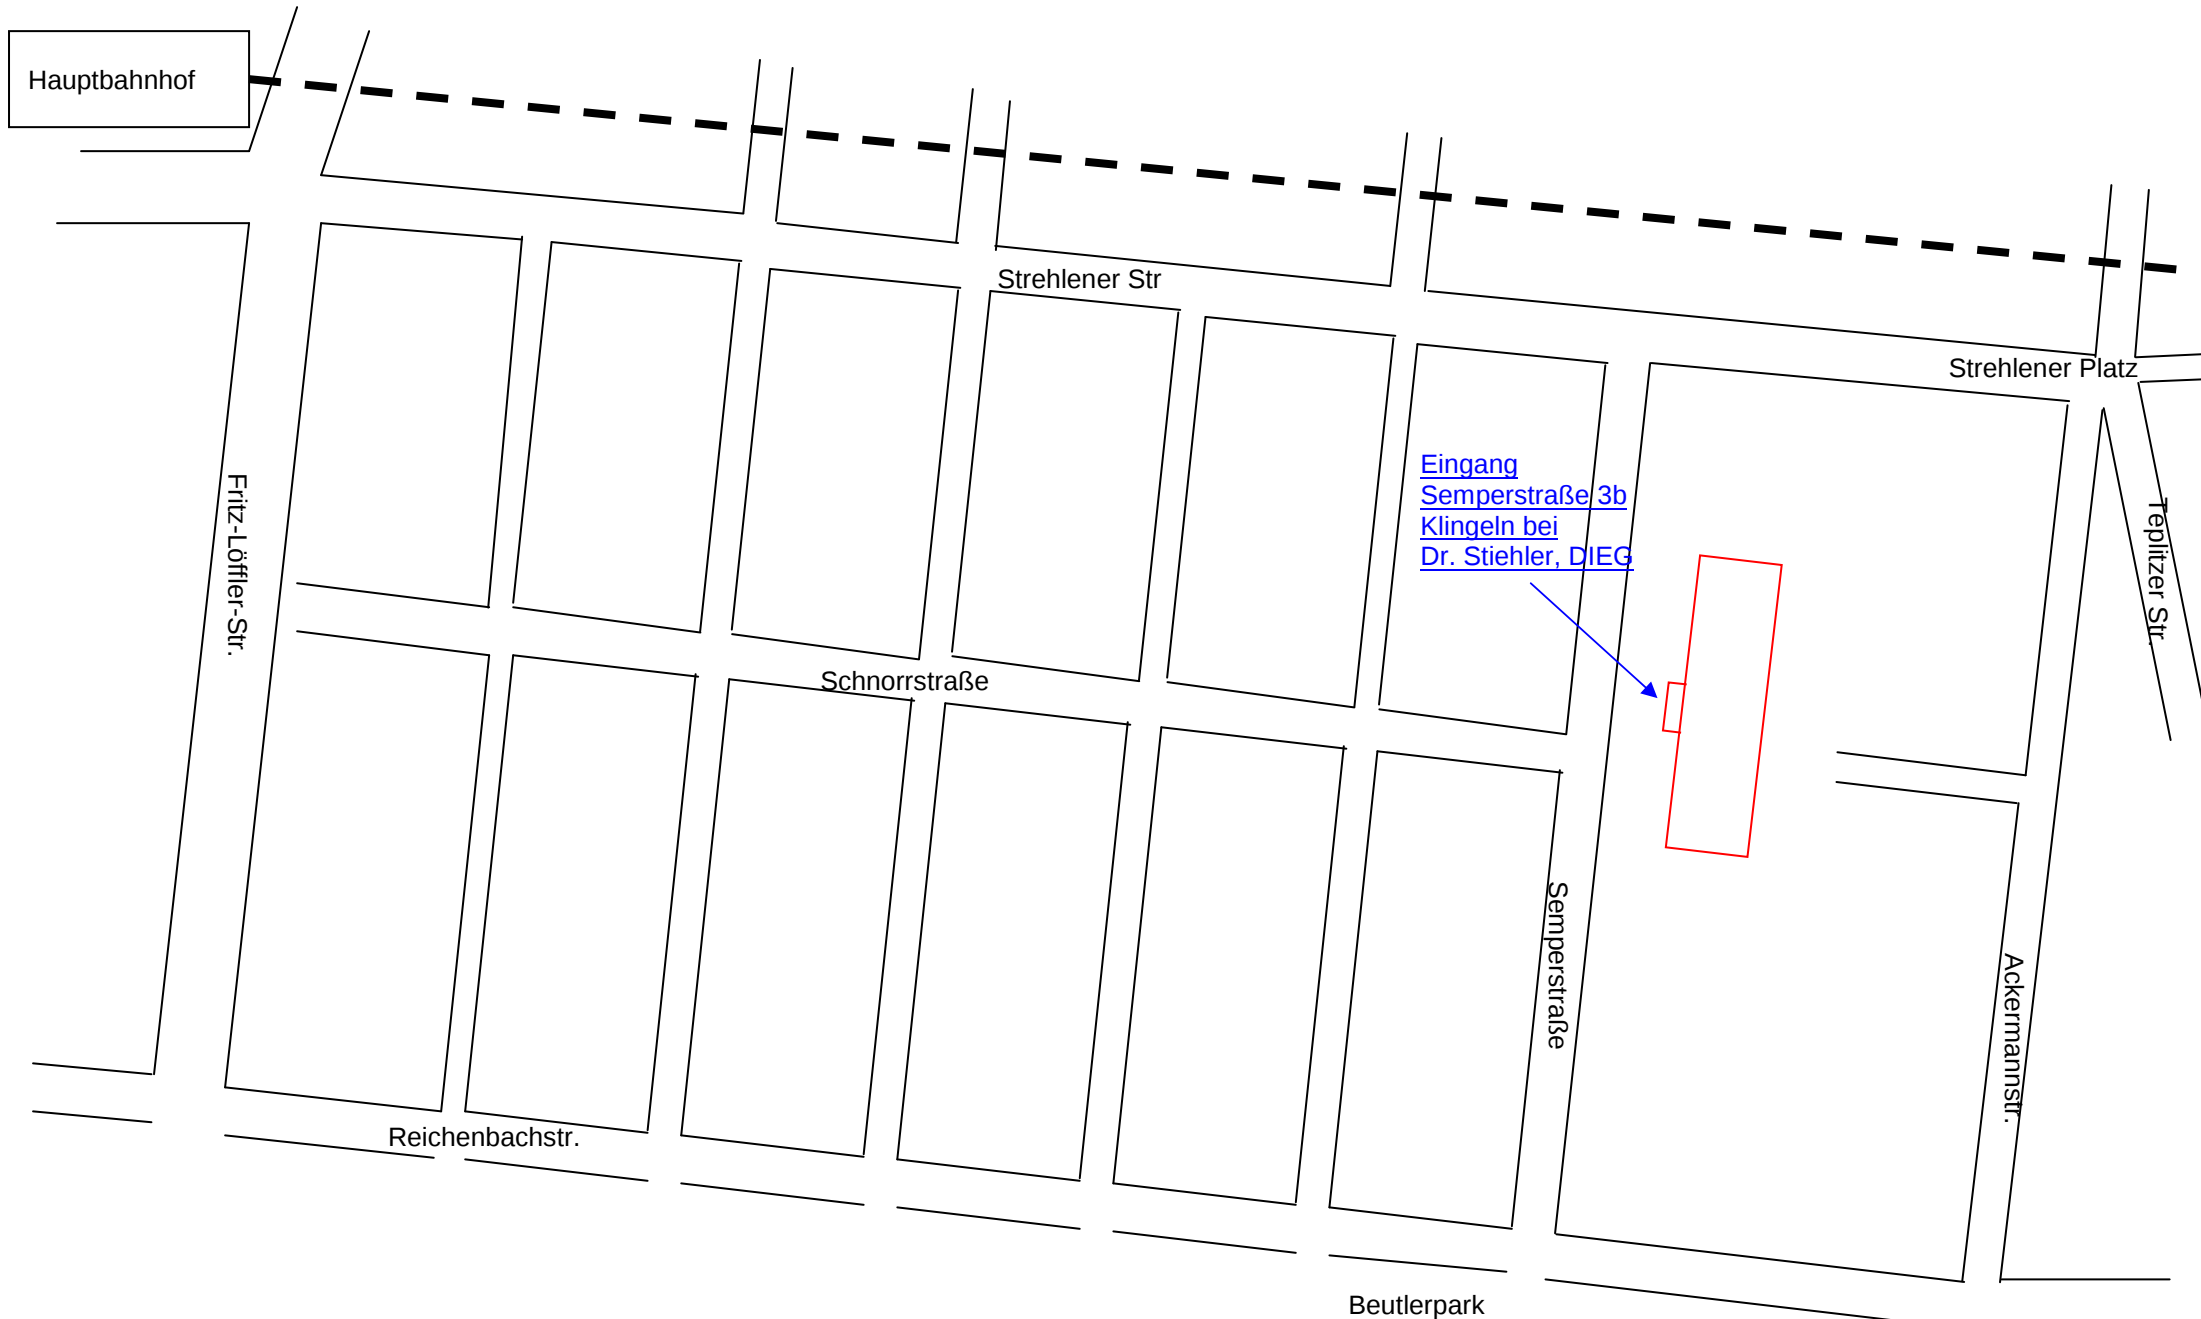 Hauptbahnhof
Strehlener Str
Strehlener Platz
Eingang
Semperstraße 3b
Klingeln bei
Dr. Stiehler, DIEG
Fritz-Löffler-Str.
Teplitzer Str.
Schnorrstraße
Semperstraße
Ackermannstr.
Reichenbachstr.
Beutlerpark